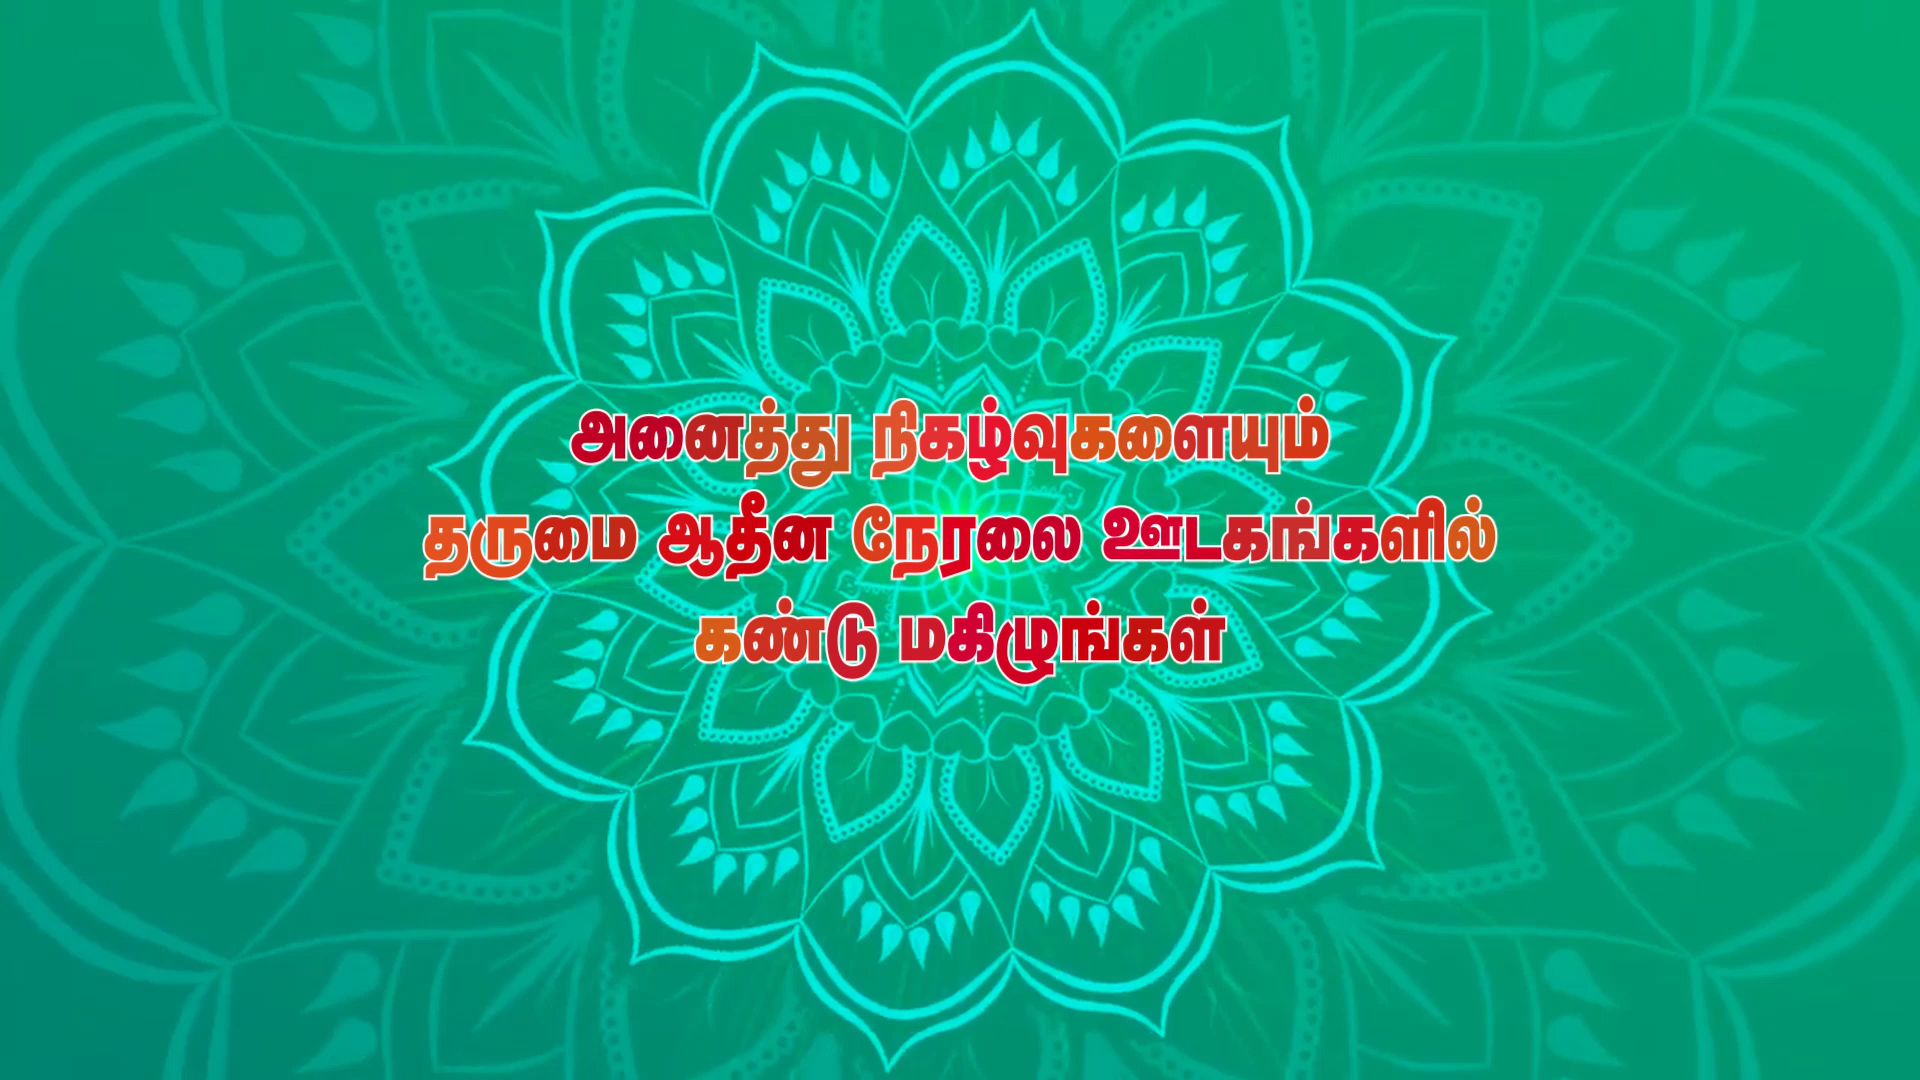 அனைத்து நிகழ்வுகளையும்
தருமை ஆதீன நேரலை ஊடகங்களில்
கண்டு மகிழுங்கள்